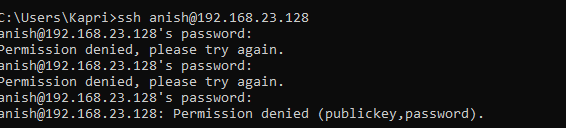 C:\Users\Kapri>ssh anish@192.168.23.128
anish@192.168.23.128's password:
Permission denied, please try again.
anish@192.168.23.128's password:
Permission denied, please try again.
anish@192.168.23.128's password:
anish@192.168.23.128: Permission denied (publickey,password).